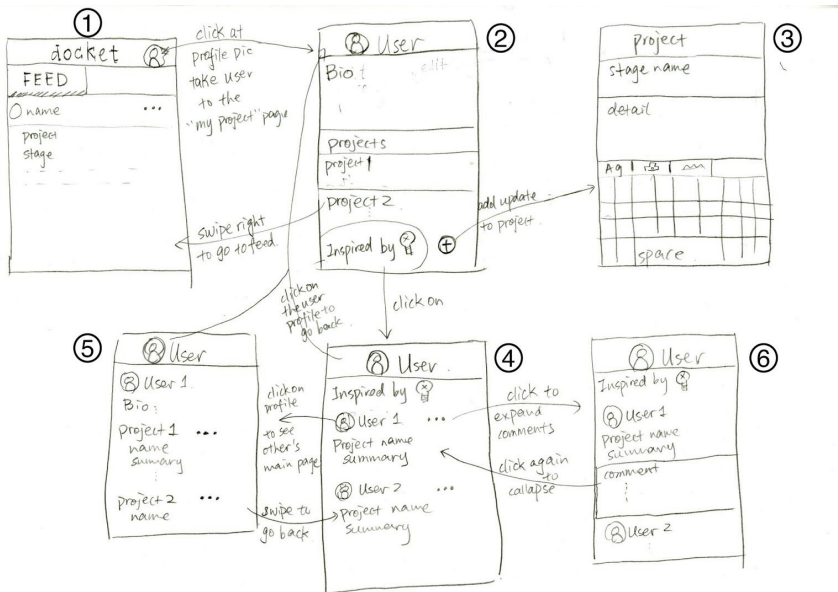 ①
docket
FEED
name
...
project
stage
click at
profile pic
take user
to the
"my project" page
swipe right
to go to feed
②
User
Bio :
edit
projects
project 1
project 2
Inspired by
+
add update
to project
③
project
stage name
detail
space
click on
the user
profile to
go back
click on
④
User
Inspired by
User 1 ...
Project name
summary
User 2 ...
project name
summary
⑤
User
User 1
Bio :
Project 1 ...
name
summary
project 2 ...
name
click on
profile
to see
other's
main page
swipe to
go back
click to
expand
comments
click again
to
collapse
⑥
User
Inspired by
User 1
Project name
summary
comment
User 2